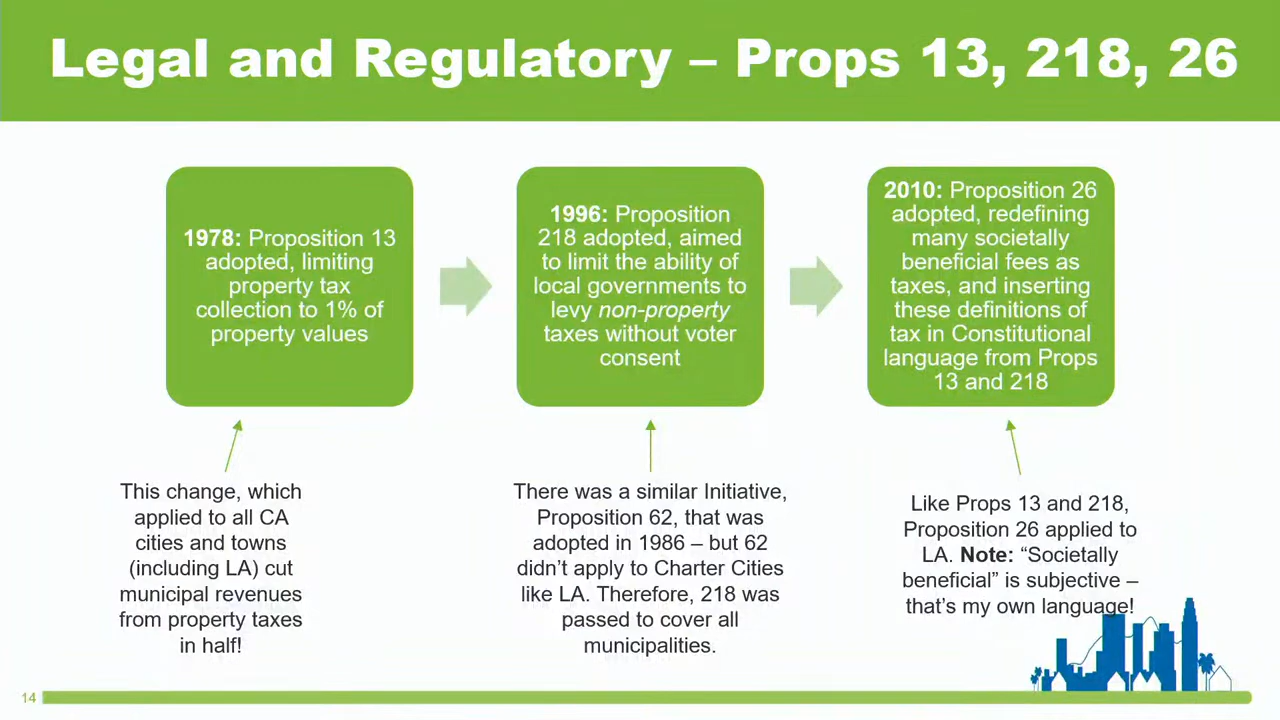 Legal and Regulatory – Props 13, 218, 26
1978: Proposition 13
adopted, limiting
property tax
collection to 1% of
property values
1996: Proposition
218 adopted, aimed
to limit the ability of
local governments to
levy non-property
taxes without voter
consent
2010: Proposition 26
adopted, redefining
many societally
beneficial fees as
taxes, and inserting
these definitions of
tax in Constitutional
language from Props
13 and 218
This change, which
applied to all CA
cities and towns
(including LA) cut
municipal revenues
from property taxes
in half!
There was a similar Initiative,
Proposition 62, that was
adopted in 1986 – but 62
didn’t apply to Charter Cities
like LA. Therefore, 218 was
passed to cover all
municipalities.
Like Props 13 and 218,
Proposition 26 applied to
LA. Note: “Societally
beneficial” is subjective –
that’s my own language!
14